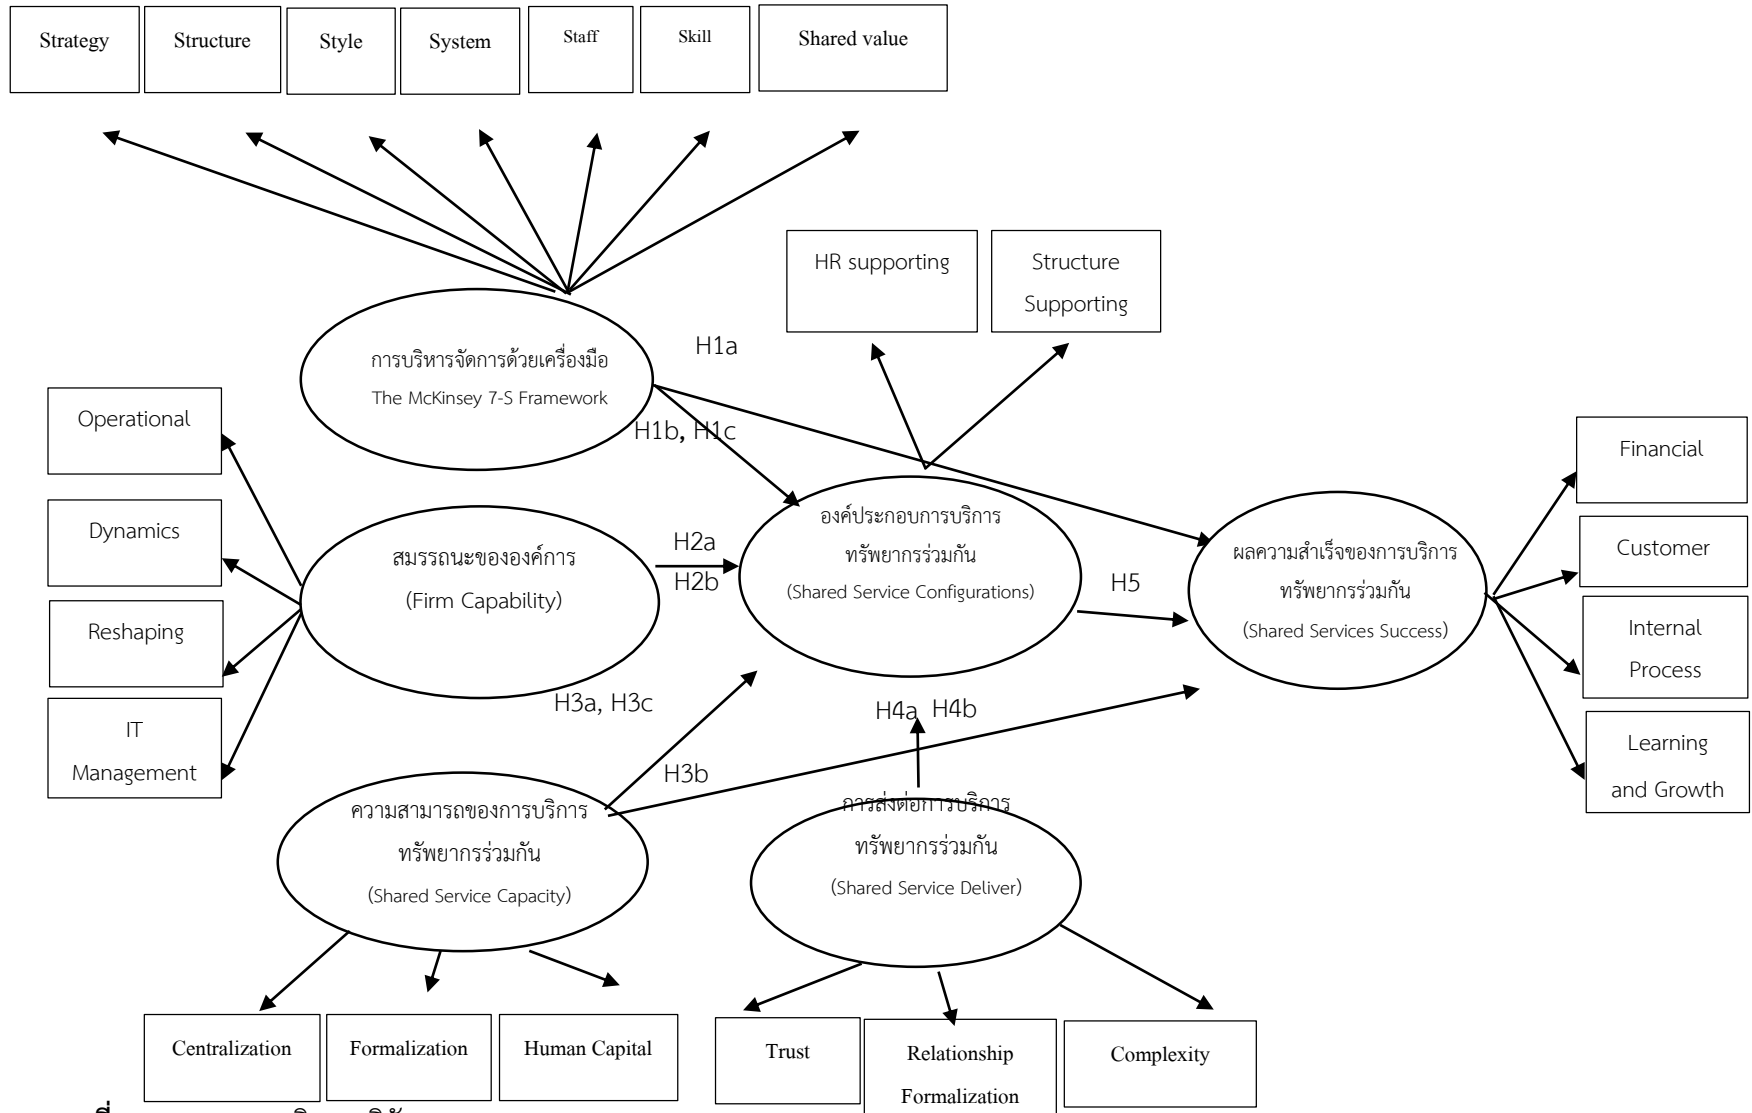 Strategy
Structure
Style
System
Staff
Skill
Shared value
HR supporting
Structure
Supporting
H1a
การบริหารจัดการด้วยเครื่องมือ
The McKinsey 7-S Framework
H1b, H1c
Operational
Dynamics
Reshaping
IT
Management
สมรรถนะขององค์การ
(Firm Capability)
H2a
H2b
องค์ประกอบการบริการ
ทรัพยากรร่วมกัน
(Shared Service Configurations)
H5
ผลความสำเร็จของการบริการ
ทรัพยากรร่วมกัน
(Shared Services Success)
Financial
Customer
Internal
Process
Learning
and Growth
H3a, H3c
H3b
H4a
H4b
ความสามารถของการบริการ
ทรัพยากรร่วมกัน
(Shared Service Capacity)
การส่งต่อการบริการ
ทรัพยากรร่วมกัน
(Shared Service Deliver)
Centralization
Formalization
Human Capital
Trust
Relationship
Formalization
Complexity